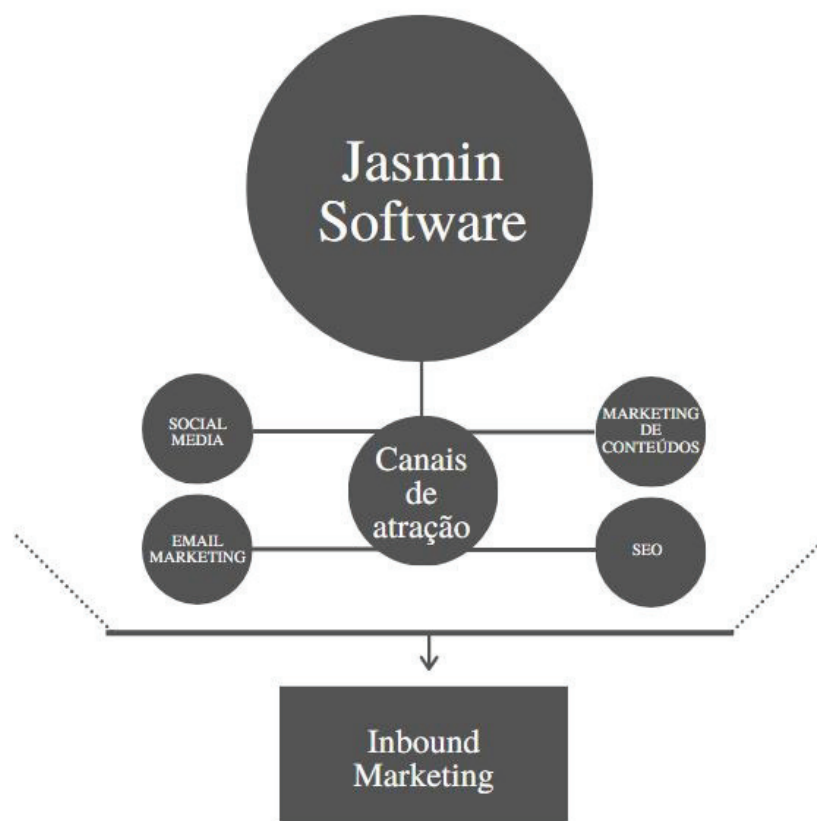 Jasmin
Software
SOCIAL
MEDIA
MARKETING
DE
CONTEÚDOS
Canais
de
atração
EMAIL
MARKETING
SEO
Inbound
Marketing